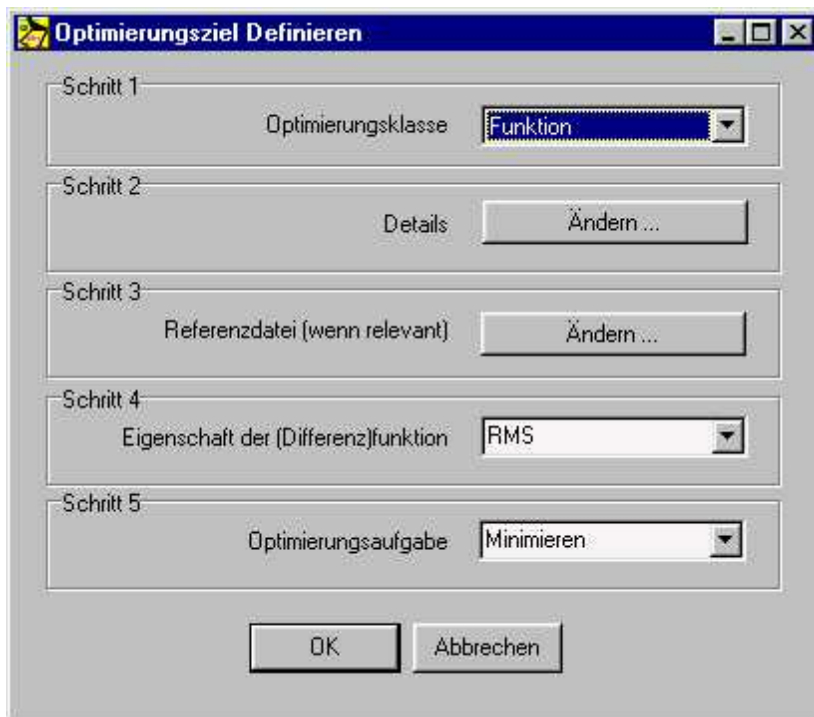 Optimierungsziel Definieren
Schritt 1
Optimierungsklasse Funktion
Schritt 2
Details Ändern ...
Schritt 3
Referenzdatei (wenn relevant) Ändern ...
Schritt 4
Eigenschaft der (Differenz)funktion RMS
Schritt 5
Optimierungsaufgabe Minimieren
OK Abbrechen